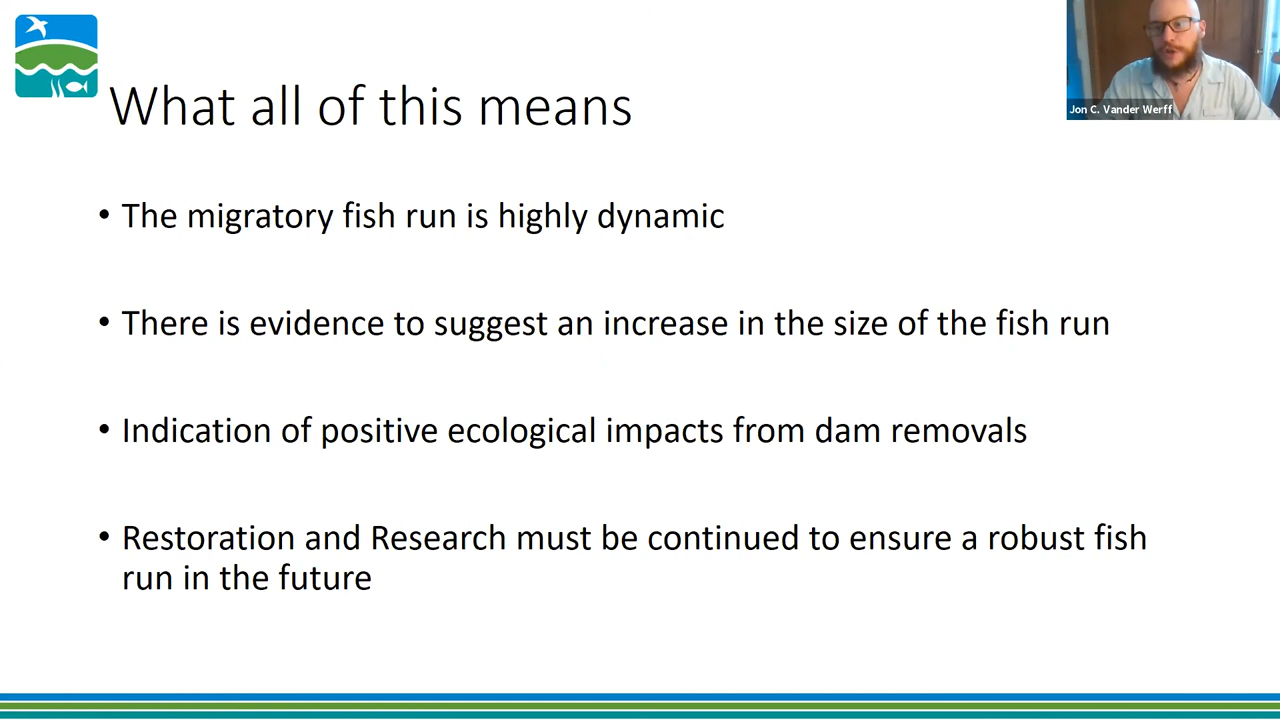 What all of this means
Jon C. Vander Werff
• The migratory fish run is highly dynamic
• There is evidence to suggest an increase in the size of the fish run
• Indication of positive ecological impacts from dam removals
• Restoration and Research must be continued to ensure a robust fish
run in the future